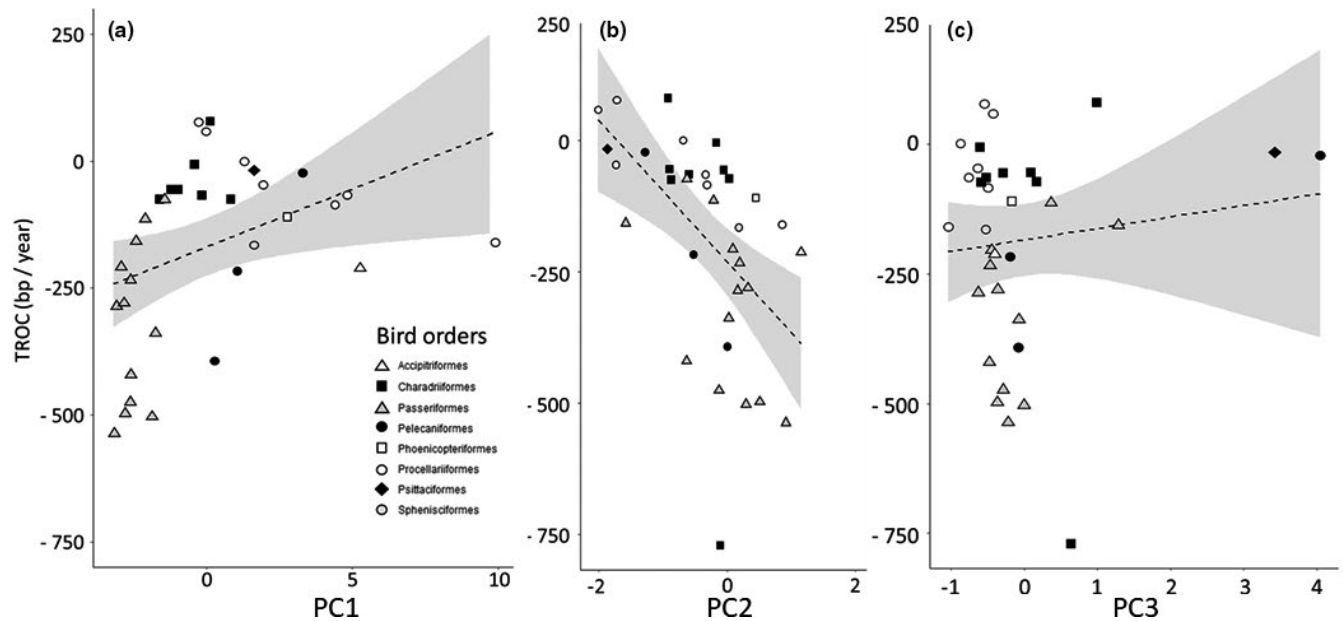 (a)
(b)
(c)
TROC (bp / year)
250
0
-250
- 500
- 750
0
5
10
PC1
Bird orders
Accipitriformes
Charadriiformes
Passeriformes
Pelecaniformes
Phoenicopteriformes
Procellariiformes
Psittaciformes
Sphenisciformes
250
0
-250
- 500
- 750
-2
0
2
PC2
250
0
-250
- 500
- 750
-1
0
1
2
3
4
PC3